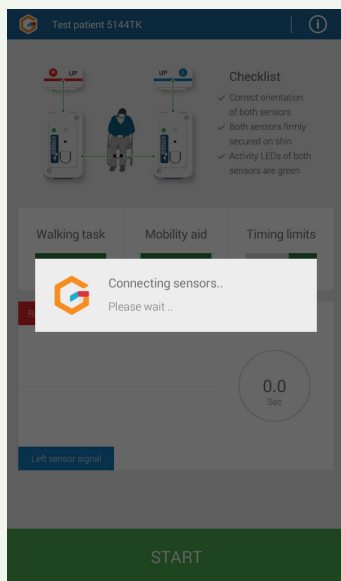 Test patient 5144TK
R UP
UP L
Checklist
Correct orientation
of both sensors
Both sensors firmly
secured on shin
Activity LEDs of both
sensors are green
Walking task
Mobility aid
Timing limits
Connecting sensors..
Please wait ..
R
0.0
Sec
Left sensor signal
START